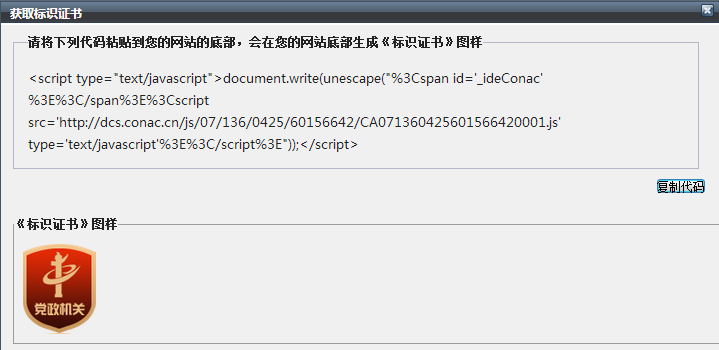 获取标识证书
请将下列代码粘贴到您的网站的底部，会在您的网站底部生成《标识证书》图样
<script type="text/javascript">document.write(unescape("%3Cspan id='_ideConac'
%3E%3C/span%3E%3Cscript
src='http://dcs.conac.cn/js/07/136/0425/60156642/CA071360425601566420001.js'
type='text/javascript'%3E%3C/script%3E"));</script>
复制代码
《标识证书》图样
党政机关